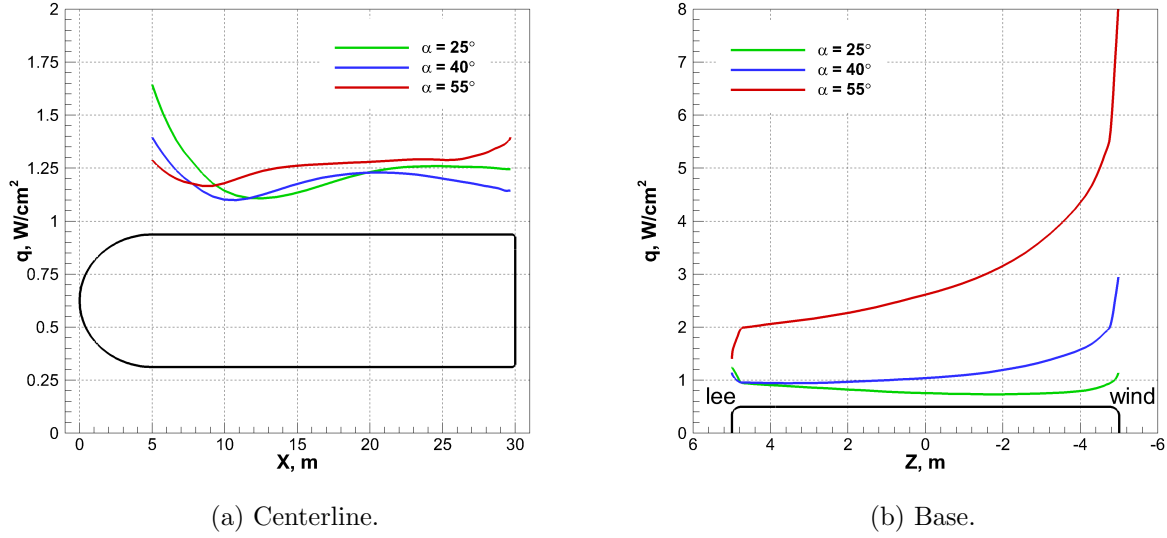 q, W/cm²
2
1.75
1.5
1.25
1
0.75
0.5
0.25
0
α = 25°
α = 40°
α = 55°
0 5 10 15 20 25 30
X, m
(a) Centerline.
q, W/cm²
8
7
6
5
4
3
2
1
0
α = 25°
α = 40°
α = 55°
lee wind
6 4 2 0 -2 -4 -6
Z, m
(b) Base.